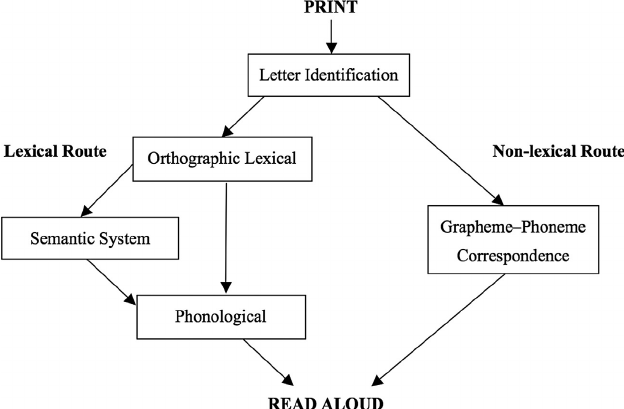 PRINT
Letter Identification
Lexical Route
Orthographic Lexical
Non-lexical Route
Semantic System
Grapheme–Phoneme
Correspondence
Phonological
READ ALOUD